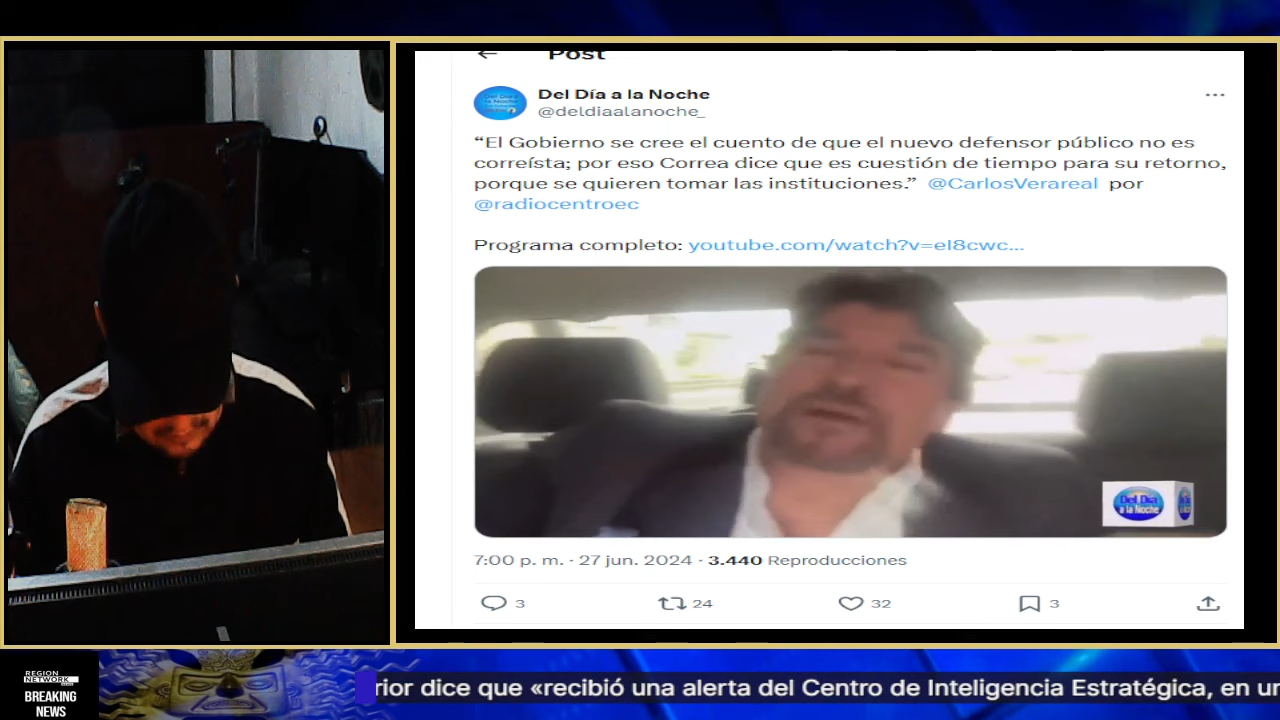 Post
Del Día a la Noche
@deldiaalanoche_
“El Gobierno se cree el cuento de que el nuevo defensor público no es
correísta; por eso Correa dice que es cuestión de tiempo para su retorno,
porque se quieren tomar las instituciones.” @CarlosVerareal por
@radiocentroec
Programa completo: youtube.com/watch?v=eI8cwc...
Del Día
a la Noche
7:00 p. m. · 27 jun. 2024 · 3.440 Reproducciones
3
24
32
3
REGION
NETWORK
BREAKING
NEWS
rior dice que «recibió una alerta del Centro de Inteligencia Estratégica, en ur